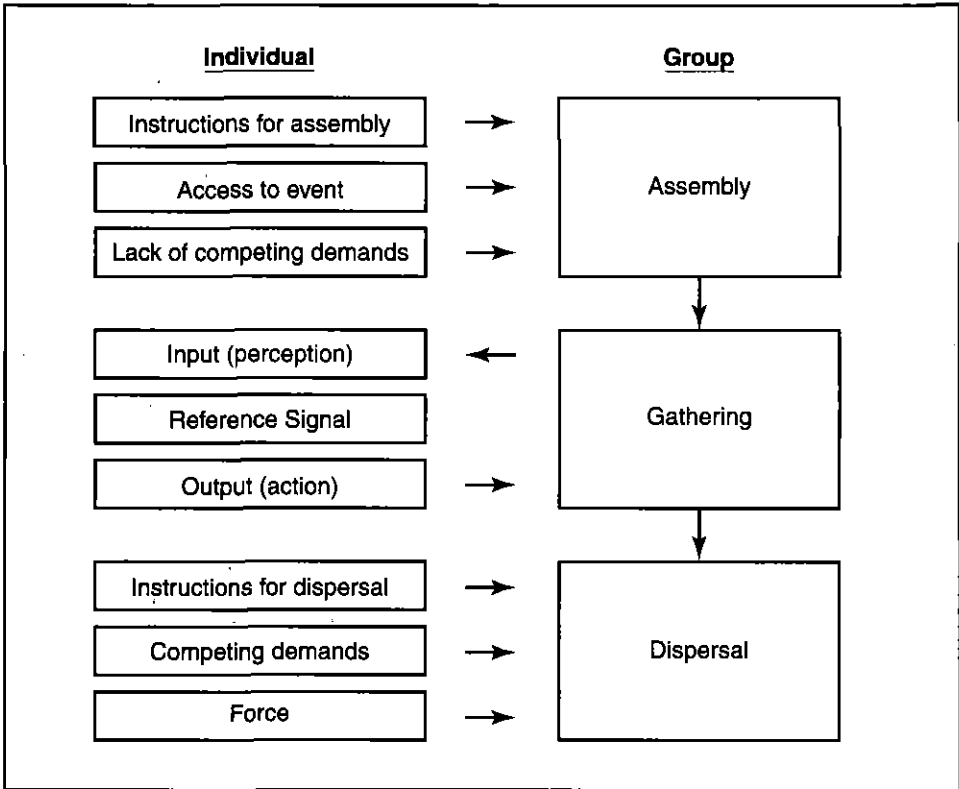 Individual
Group
Instructions for assembly
Access to event
Lack of competing demands
Assembly
Input (perception)
Reference Signal
Output (action)
Gathering
Instructions for dispersal
Competing demands
Force
Dispersal